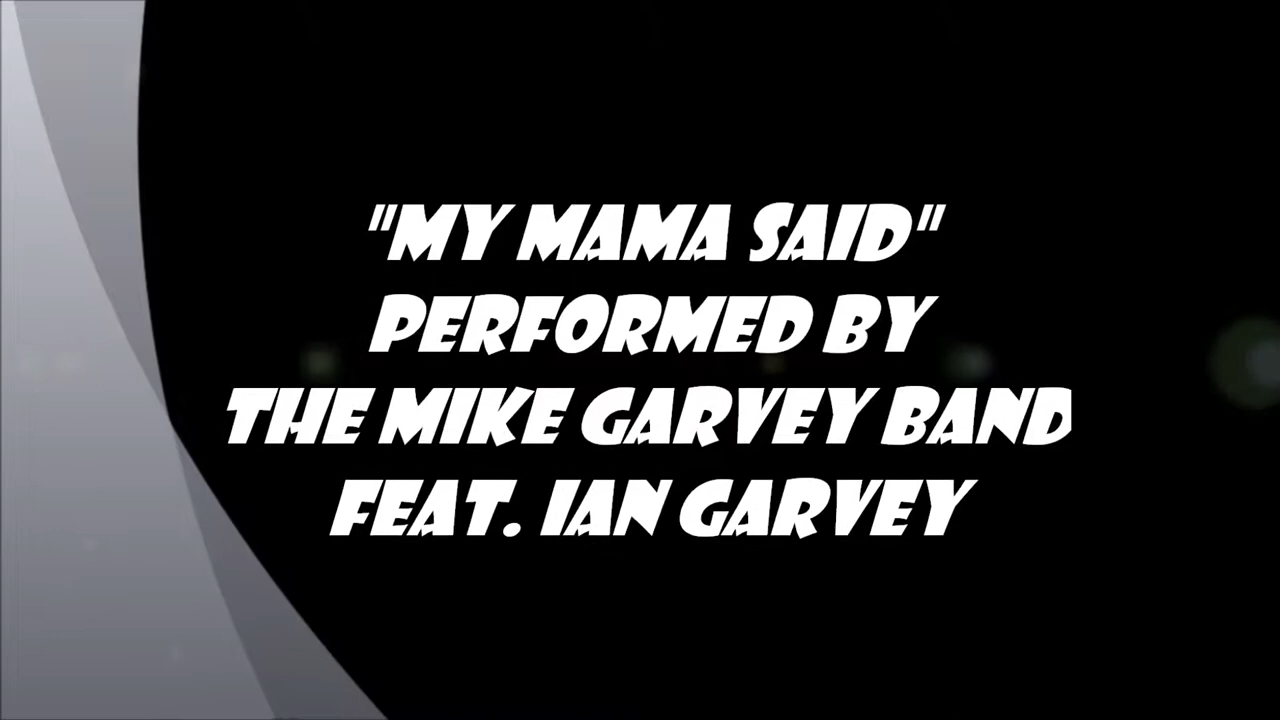 "MY MAMA SAID"
PERFORMED BY
THE MIKE GARVEY BAND
FEAT. IAN GARVEY